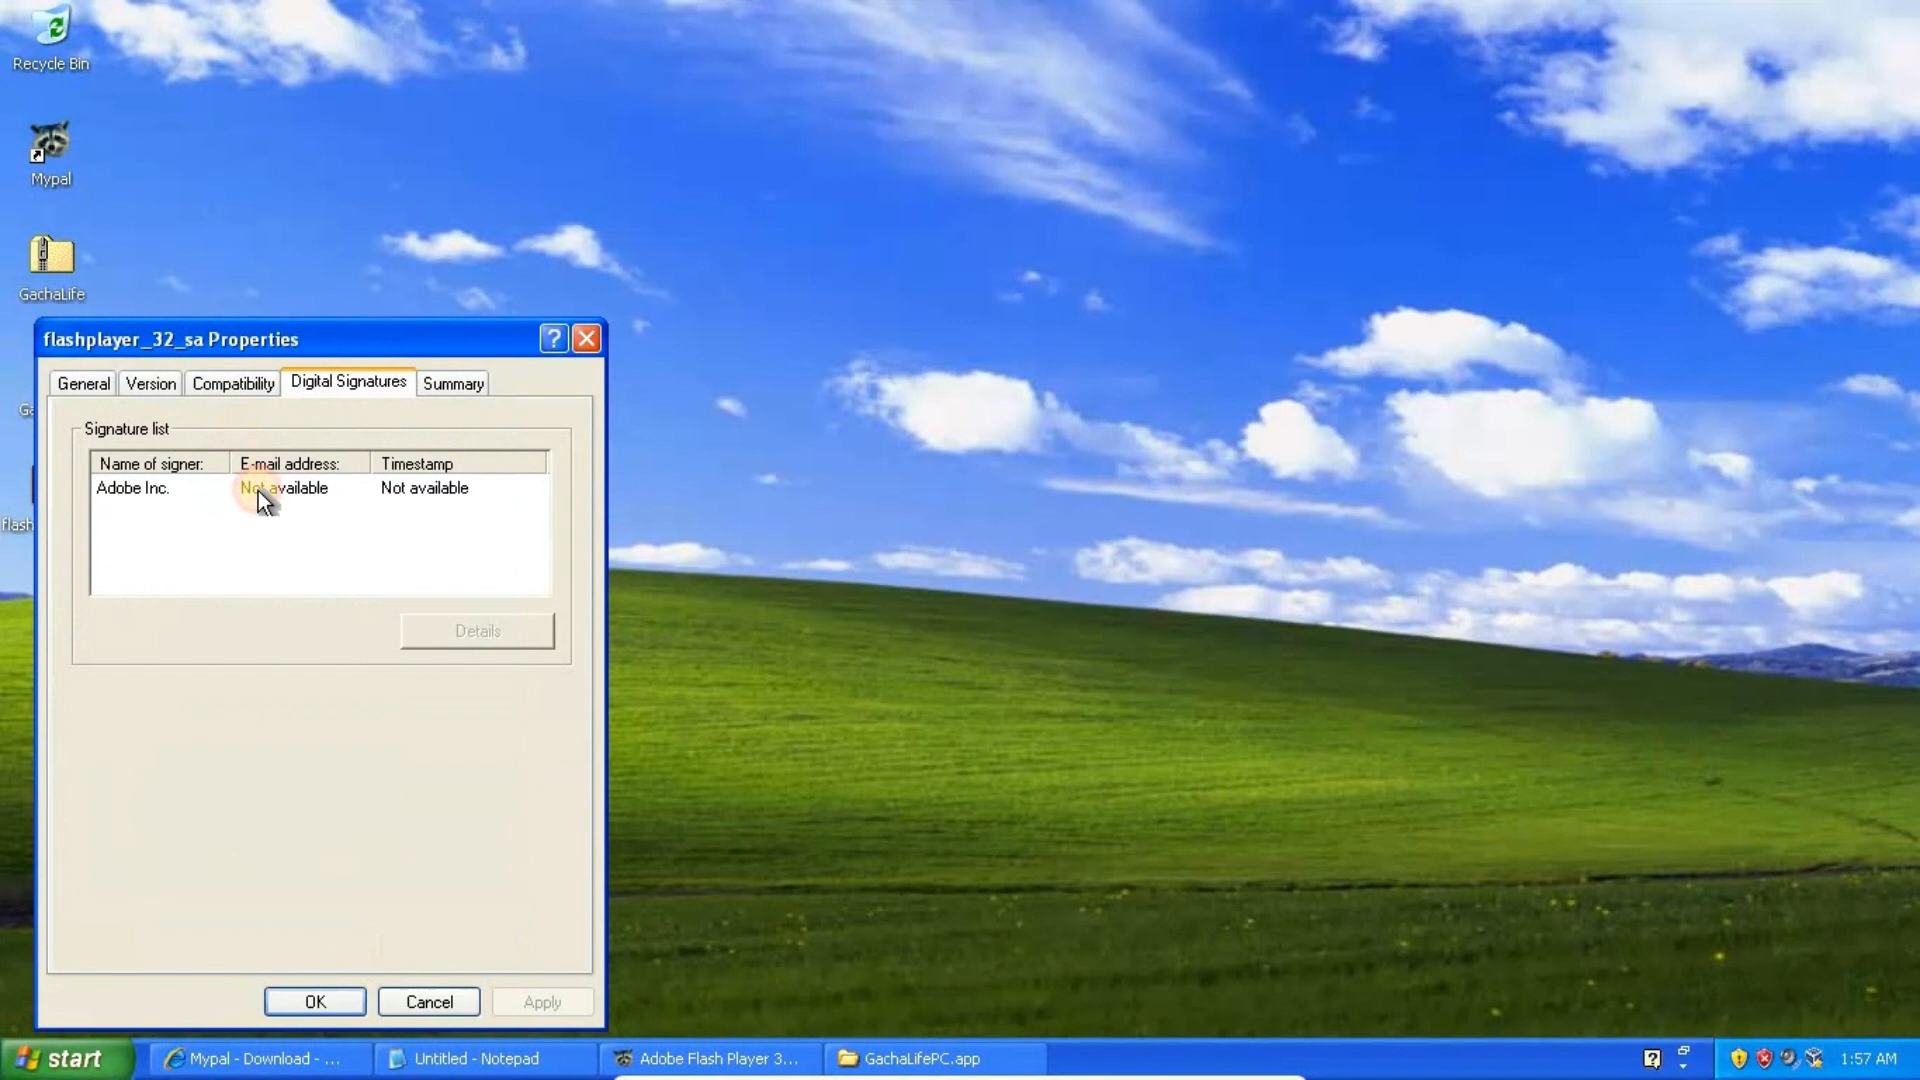 Recycle Bin
Mypal
GachaLife
flashplayer_32_sa Properties
General
Version
Compatibility
Digital Signatures
Summary
Ga
Signature list
Name of signer:
E-mail address:
Timestamp
Adobe Inc.
Not available
Not available
flash
Details
OK
Cancel
Apply
start
Mypal - Download - ...
Untitled - Notepad
Adobe Flash Player 3...
GachaLifePC.app
1:57 AM